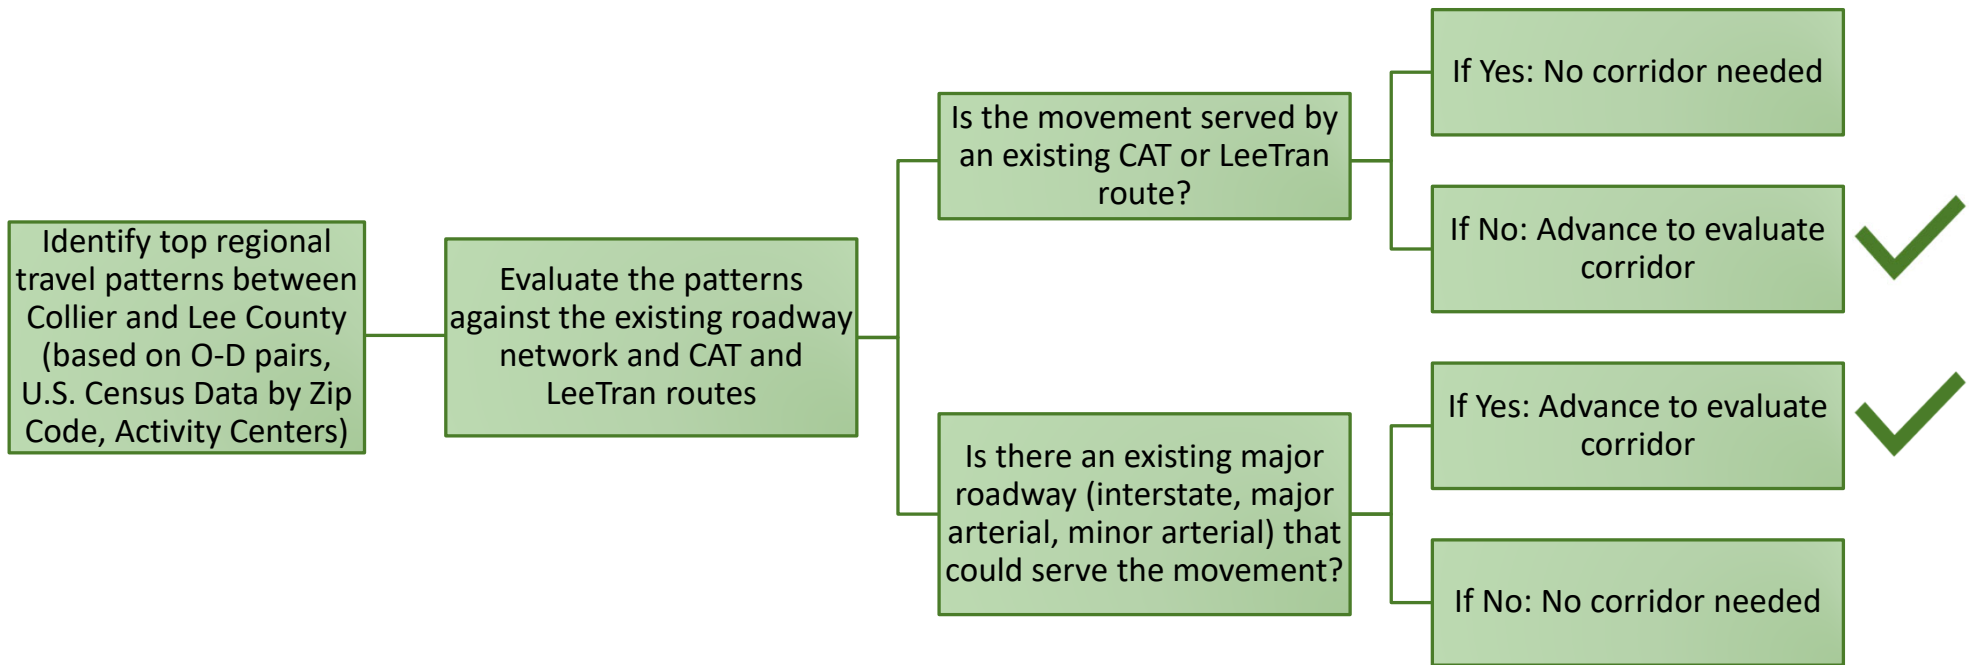 Identify top regional
travel patterns between
Collier and Lee County
(based on O-D pairs,
U.S. Census Data by Zip
Code, Activity Centers)
Evaluate the patterns
against the existing roadway
network and CAT and
LeeTran routes
Is the movement served by
an existing CAT or LeeTran
route?
If Yes: No corridor needed
If No: Advance to evaluate
corridor
Is there an existing major
roadway (interstate, major
arterial, minor arterial) that
could serve the movement?
If Yes: Advance to evaluate
corridor
If No: No corridor needed